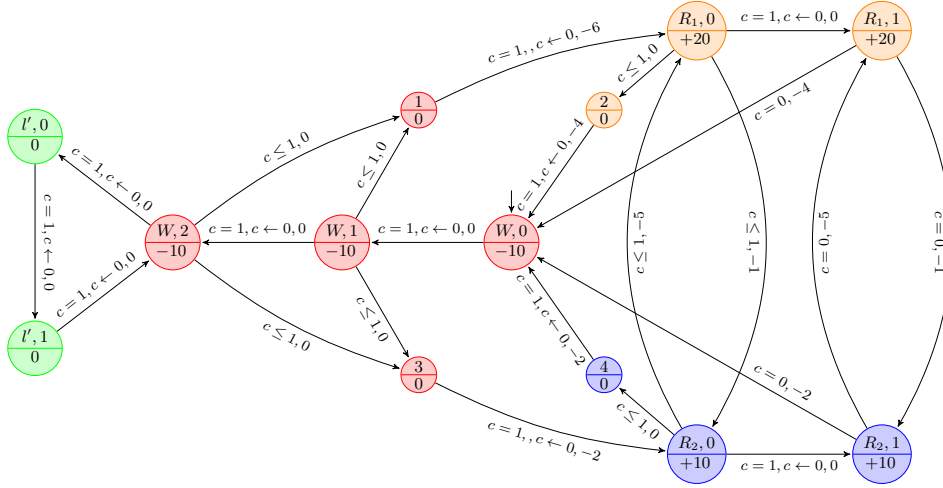 R₁, 0
+20
R₁, 1
+20
c = 1, c ← 0, 0
c = 1, , c ← 0, −6
c ≤ 1, 0
c = 0, −4
1
0
2
0
l′, 0
0
c ≤ 1, 0
c ≤ 1, 0
c = 1, c ← 0, −4
c = 1, c ← 0, 0
c = 1, c ← 0, 0
W, 2
−10
c = 1, c ← 0, 0
W, 1
−10
c = 1, c ← 0, 0
W, 0
−10
c ≤ 1, −5
c ≤ 1, −1
c = 0, −5
c = 0, −1
c = 1, c ← 0, 0
l′, 1
0
c ≤ 1, 0
c ≤ 1, 0
c = 1, c ← 0, −2
3
0
4
0
c = 0, −2
c ≤ 1, 0
c = 1, , c ← 0, −2
R₂, 0
+10
c = 1, c ← 0, 0
R₂, 1
+10